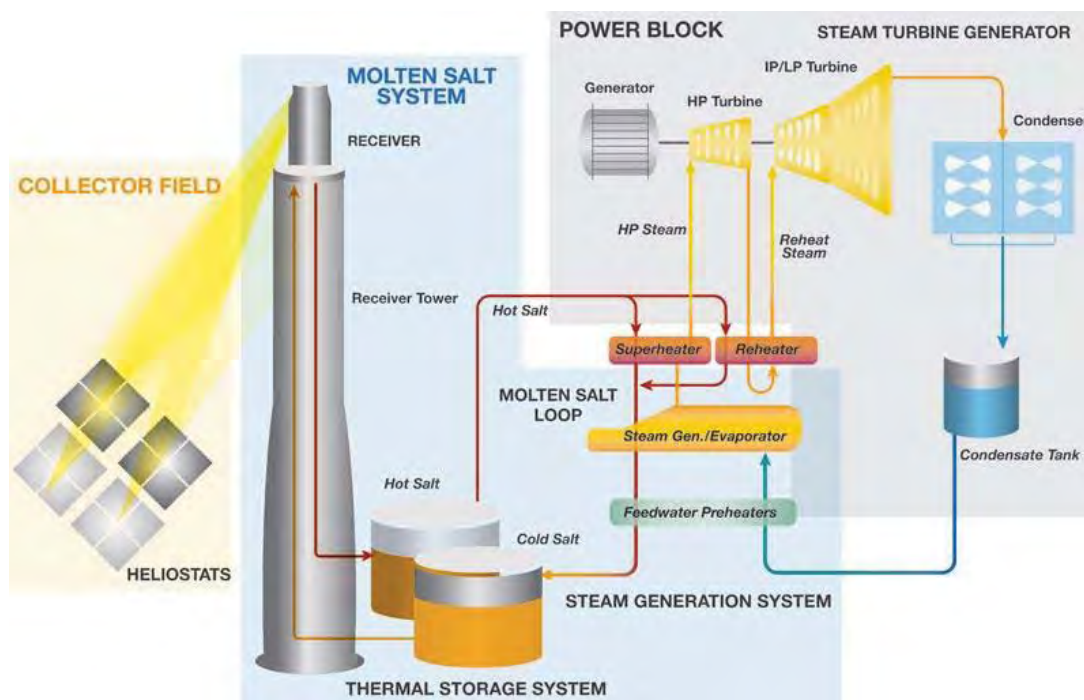 POWER BLOCK
STEAM TURBINE GENERATOR
IP/LP Turbine
Generator
HP Turbine
Condense
MOLTEN SALT
SYSTEM
RECEIVER
COLLECTOR FIELD
HP Steam
Reheat
Steam
Receiver Tower
Hot Salt
Superheater
Reheater
MOLTEN SALT
LOOP
Steam Gen./Evaporator
Condensate Tank
Hot Salt
Feedwater Preheaters
Cold Salt
HELIOSTATS
STEAM GENERATION SYSTEM
THERMAL STORAGE SYSTEM